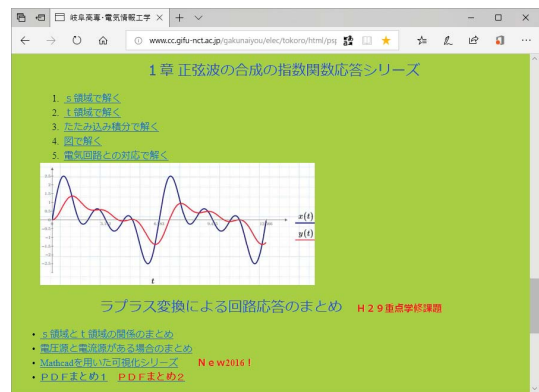 岐阜高専・電気情報工学
www.cc.gifu-nct.ac.jp/gakunaiyou/elec/tokoro/html/psp
1章 正弦波の合成の指数関数応答シリーズ
1. s領域で解く
2. t領域で解く
3. たたみ込み積分で解く
4. 図で解く
5. 電気回路との対応で解く
x(t)
y(t)
t
ラプラス変換による回路応答のまとめ H29重点学修課題
• s領域とt領域の関係のまとめ
• 電圧源と電流源がある場合のまとめ
• Mathcadを用いた可視化シリーズ New2016!
• PDFまとめ1 PDFまとめ2